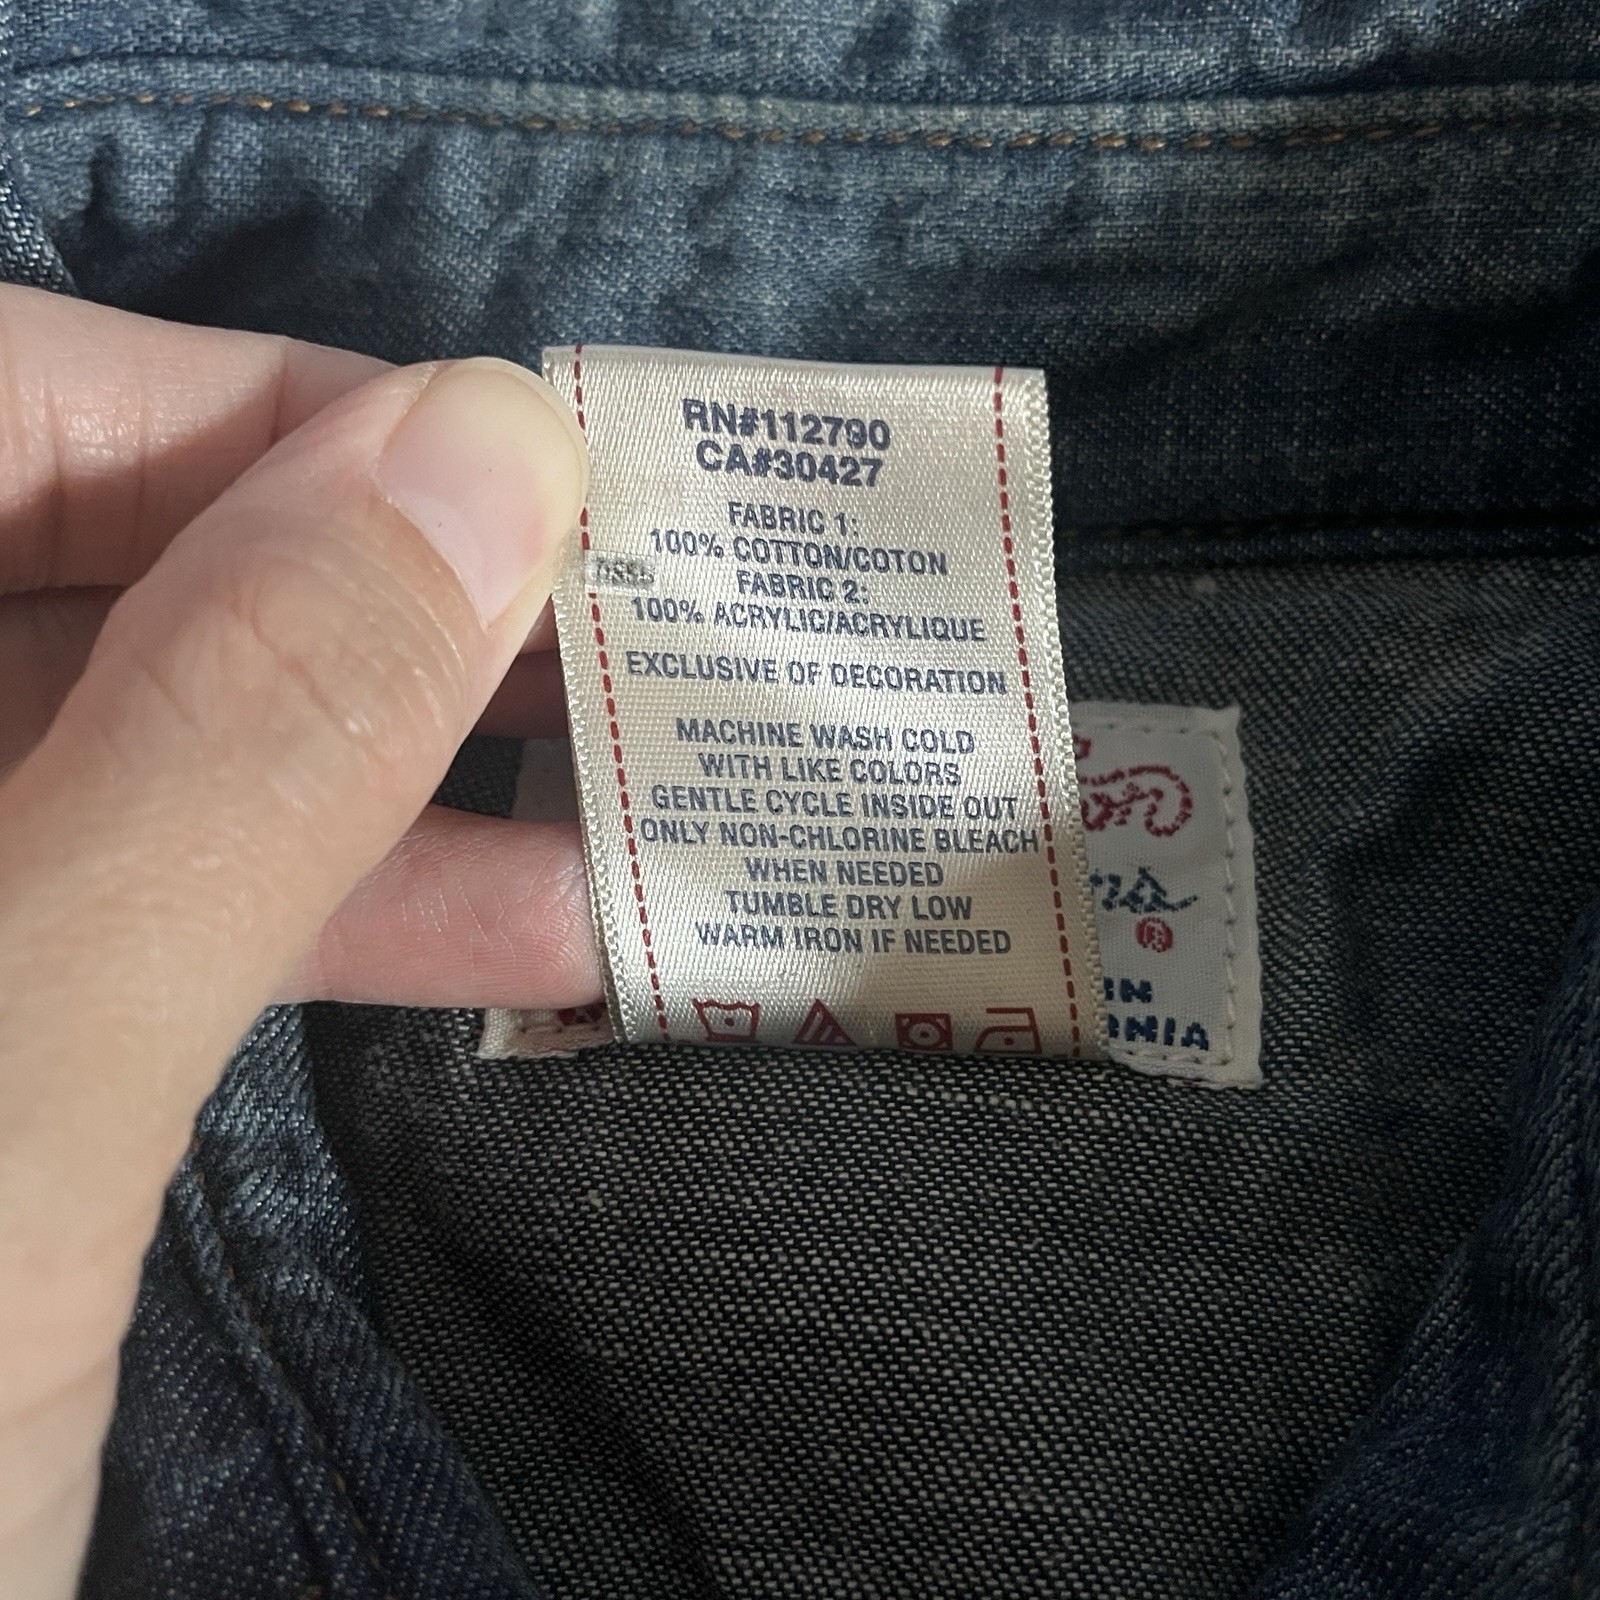 RN#112790
CA#30427
FABRIC 1:
100% COTTON/COTON
FABRIC 2:
100% ACRYLIC/ACRYLIQUE
EXCLUSIVE OF DECORATION
MACHINE WASH COLD
WITH LIKE COLORS
GENTLE CYCLE INSIDE OUT
ONLY NON-CHLORINE BLEACH
WHEN NEEDED
TUMBLE DRY LOW
WARM IRON IF NEEDED